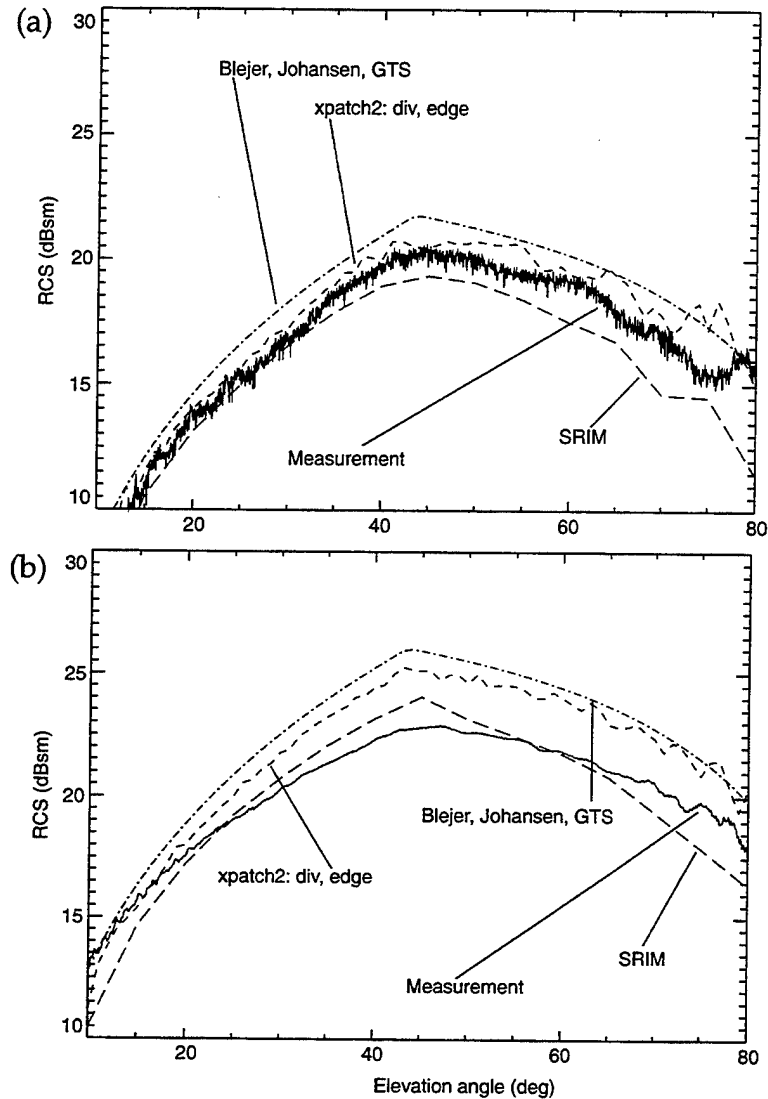 (a)
30
Blejer, Johansen, GTS
xpatch2: div, edge
25
RCS (dBsm)
20
15
Measurement
SRIM
10
20
40
60
80
(b)
30
25
RCS (dBsm)
20
Blejer, Johansen, GTS
xpatch2: div, edge
15
SRIM
Measurement
10
20
40
60
80
Elevation angle (deg)